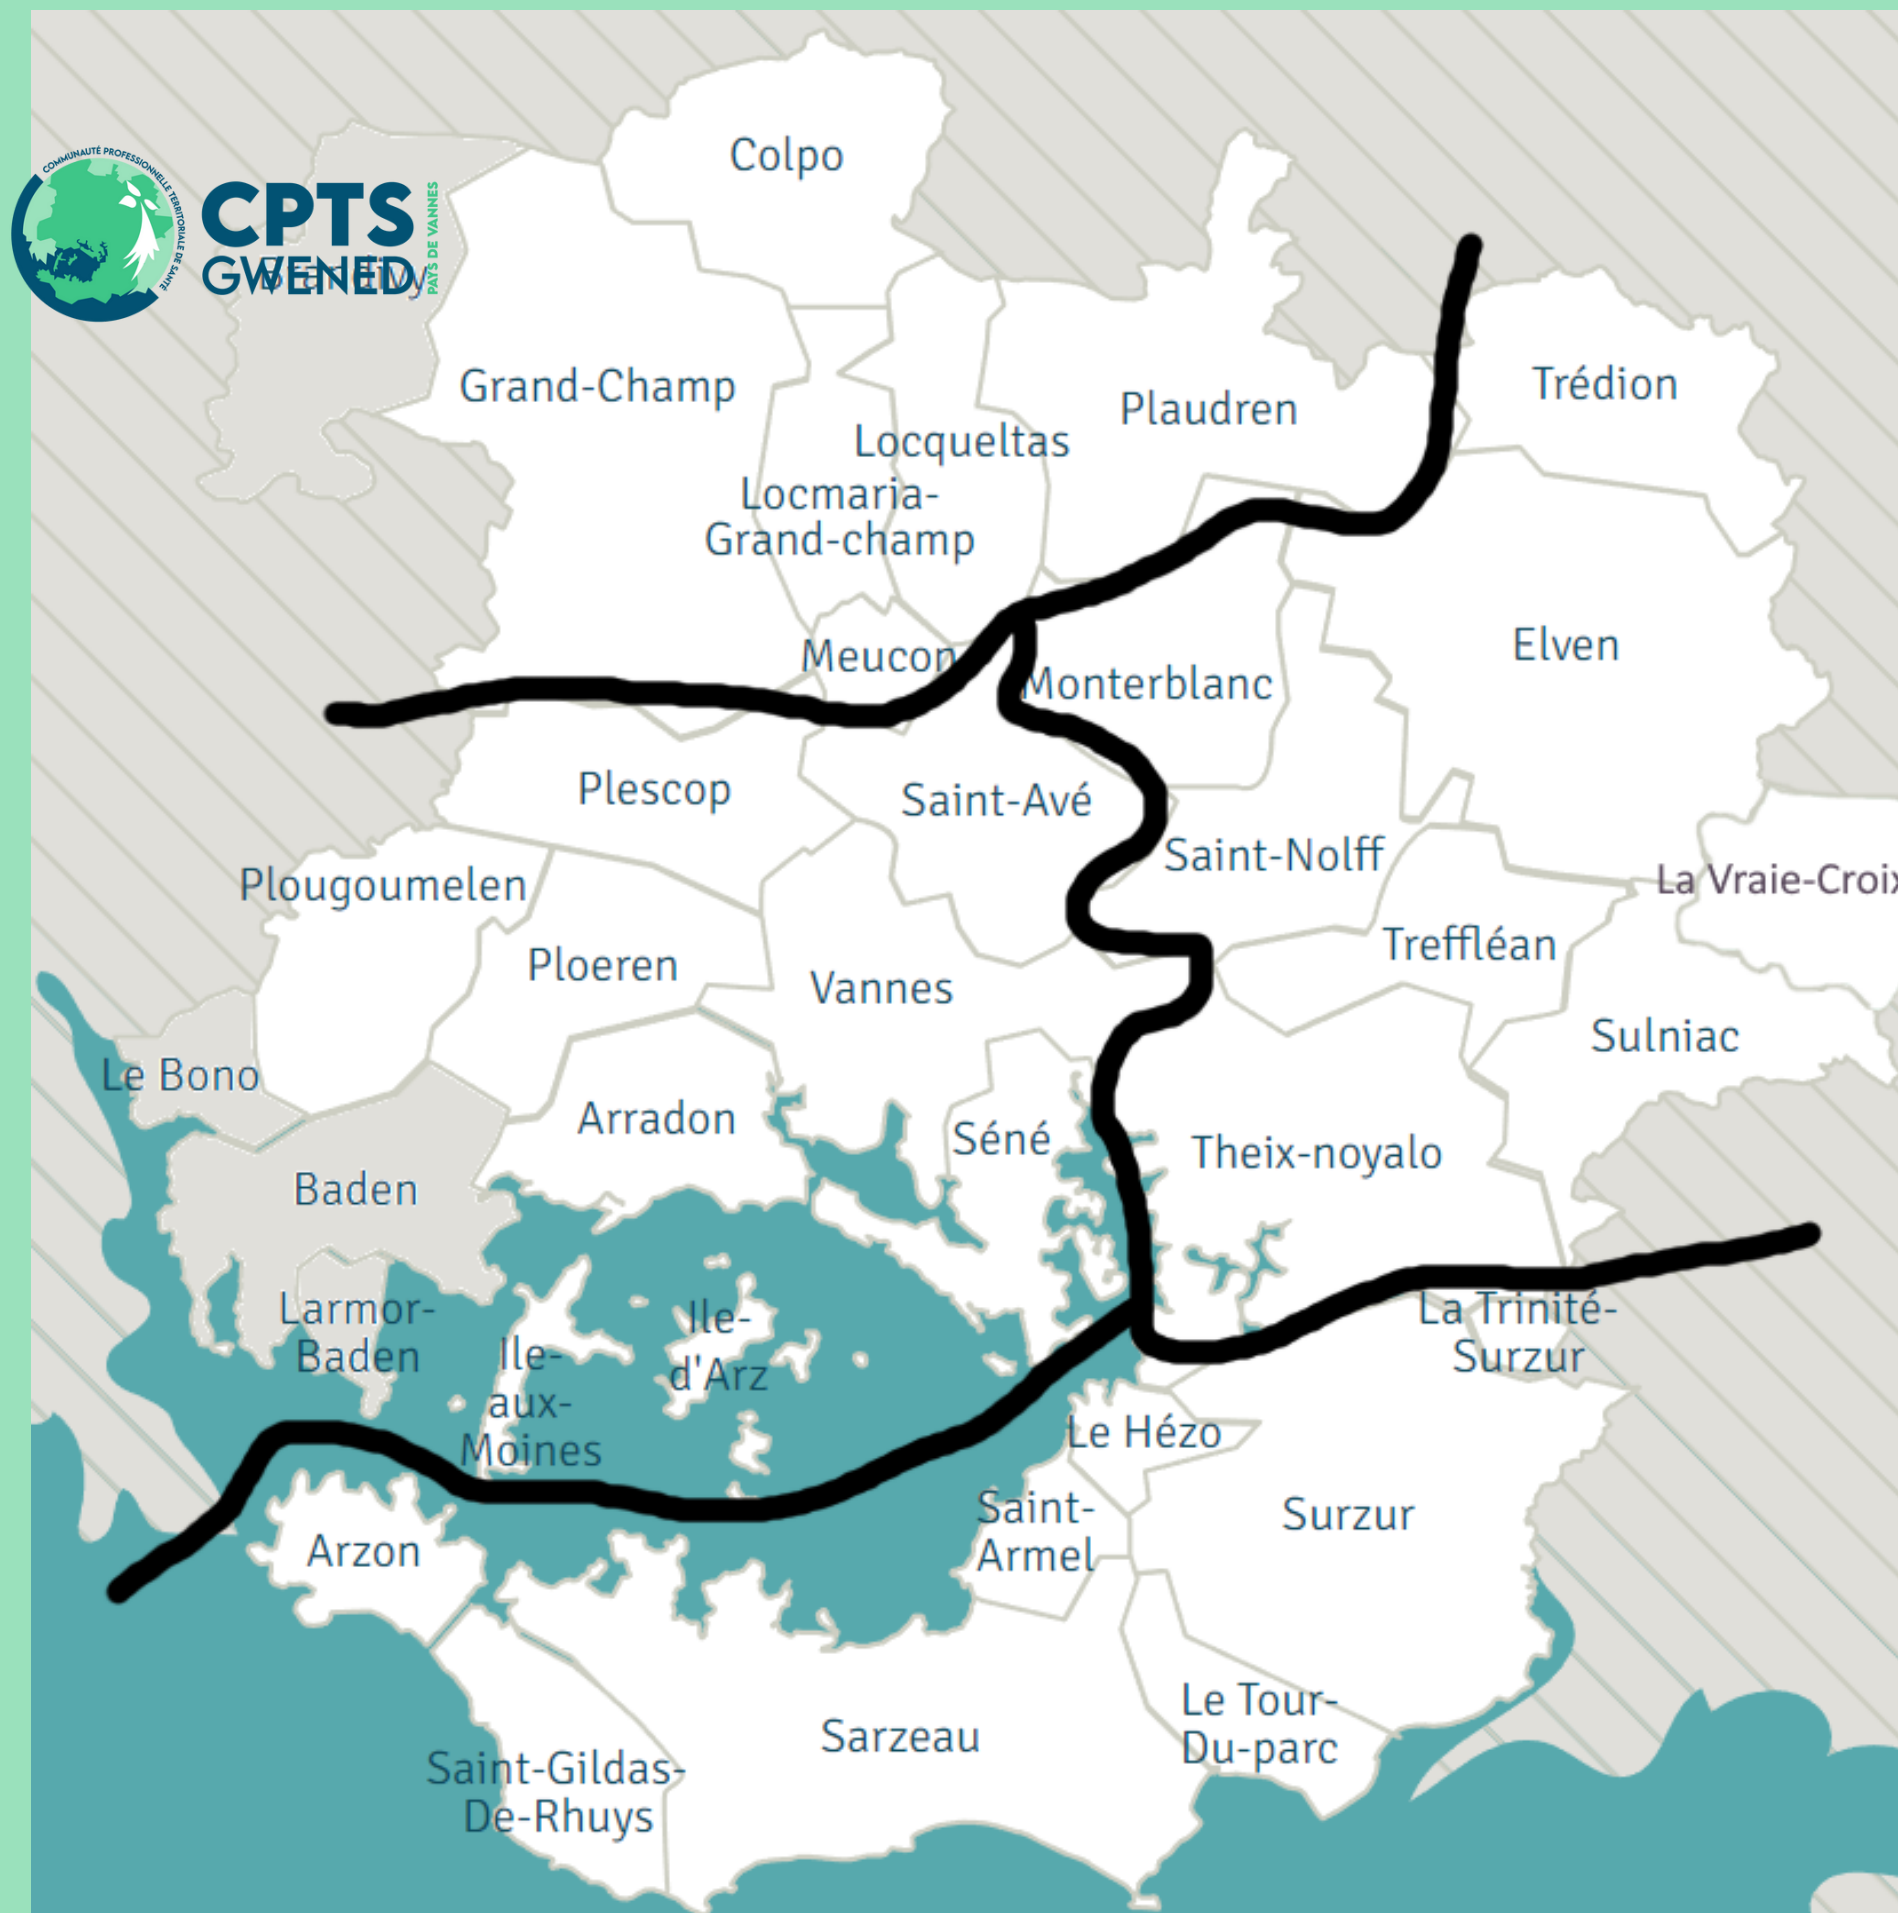 Colpo
COMMUNAUTÉ PROFESSIONNELLE TERRITORIALE DE SANTÉ
CPTS
GWENED
PAYS DE VANNES
Brandivy
Grand-Champ
Trédion
Plaudren
Locqueltas
Locmaria-
Grand-champ
Meucon
Elven
Monterblanc
Plescop
Saint-Avé
Saint-Nolff
La Vraie-Croix
Plougoumelen
Treffléan
Ploeren
Vannes
Sulniac
Le Bono
Arradon
Séné
Theix-noyalo
Baden
Larmor-
Baden
Ile-
aux-
Moines
Ile-
d'Arz
La Trinité-
Surzur
Le Hézo
Saint-
Armel
Surzur
Arzon
Le Tour-
Du-parc
Sarzeau
Saint-Gildas-
De-Rhuys